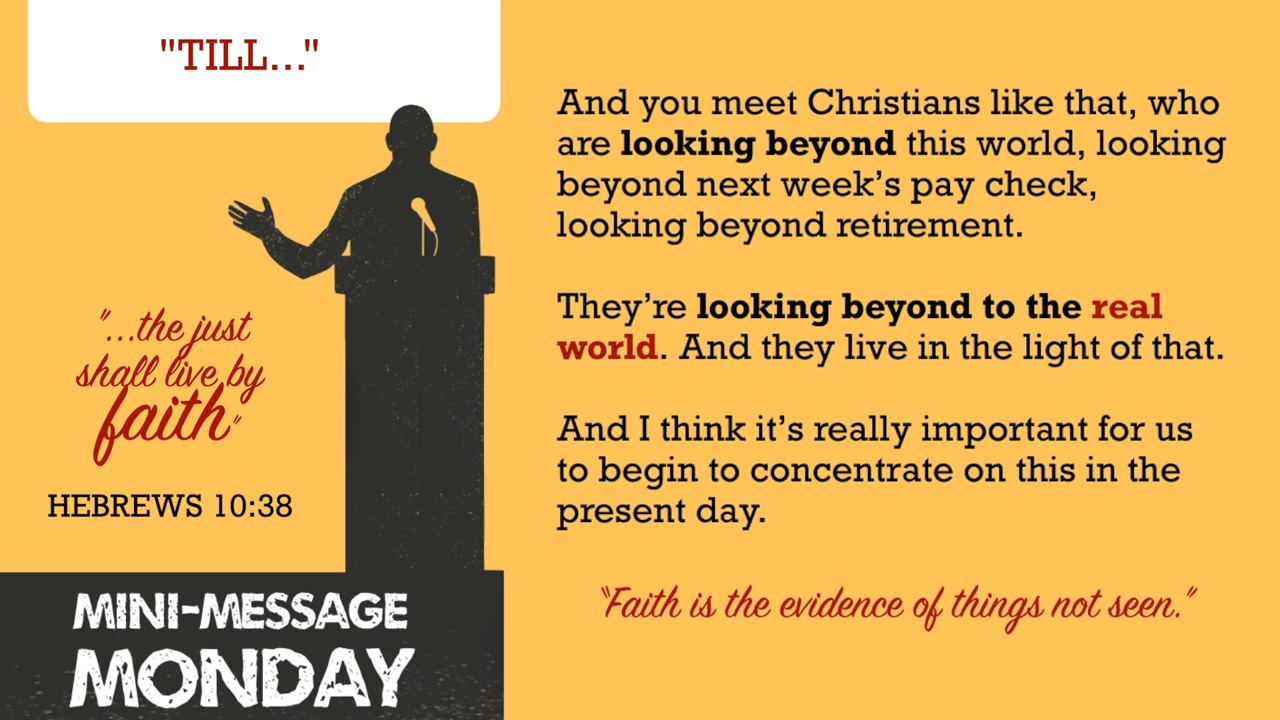 "TILL..."
"...the just
shall live by
faith"
HEBREWS 10:38
MINI-MESSAGE
MONDAY
And you meet Christians like that, who
are looking beyond this world, looking
beyond next week’s pay check,
looking beyond retirement.
They’re looking beyond to the real
world. And they live in the light of that.
And I think it’s really important for us
to begin to concentrate on this in the
present day.
“Faith is the evidence of things not seen.”